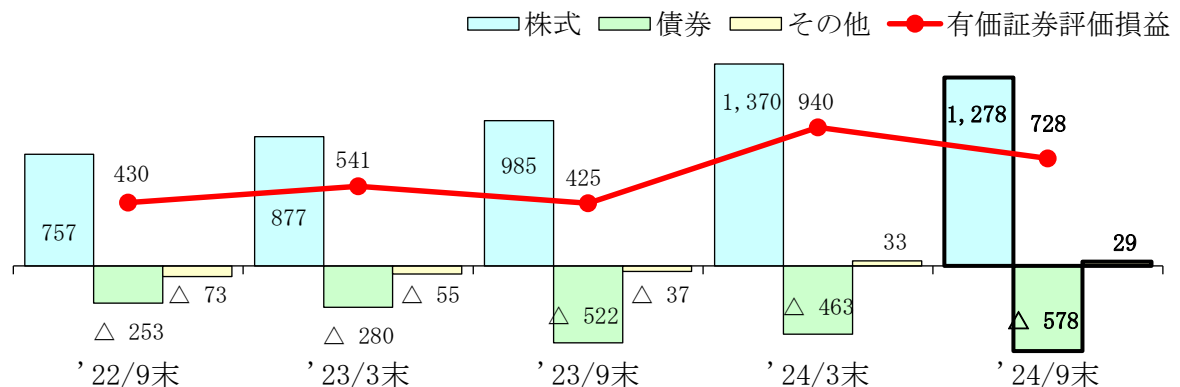 株式 債券 その他 有価証券評価損益
757 430 △ 253 △ 73
877 541 △ 280 △ 55
985 425 △ 522 △ 37
1,370 940 △ 463 33
1,278 728 △ 578 29
’22/9末 ’23/3末 ’23/9末 ’24/3末 ’24/9末